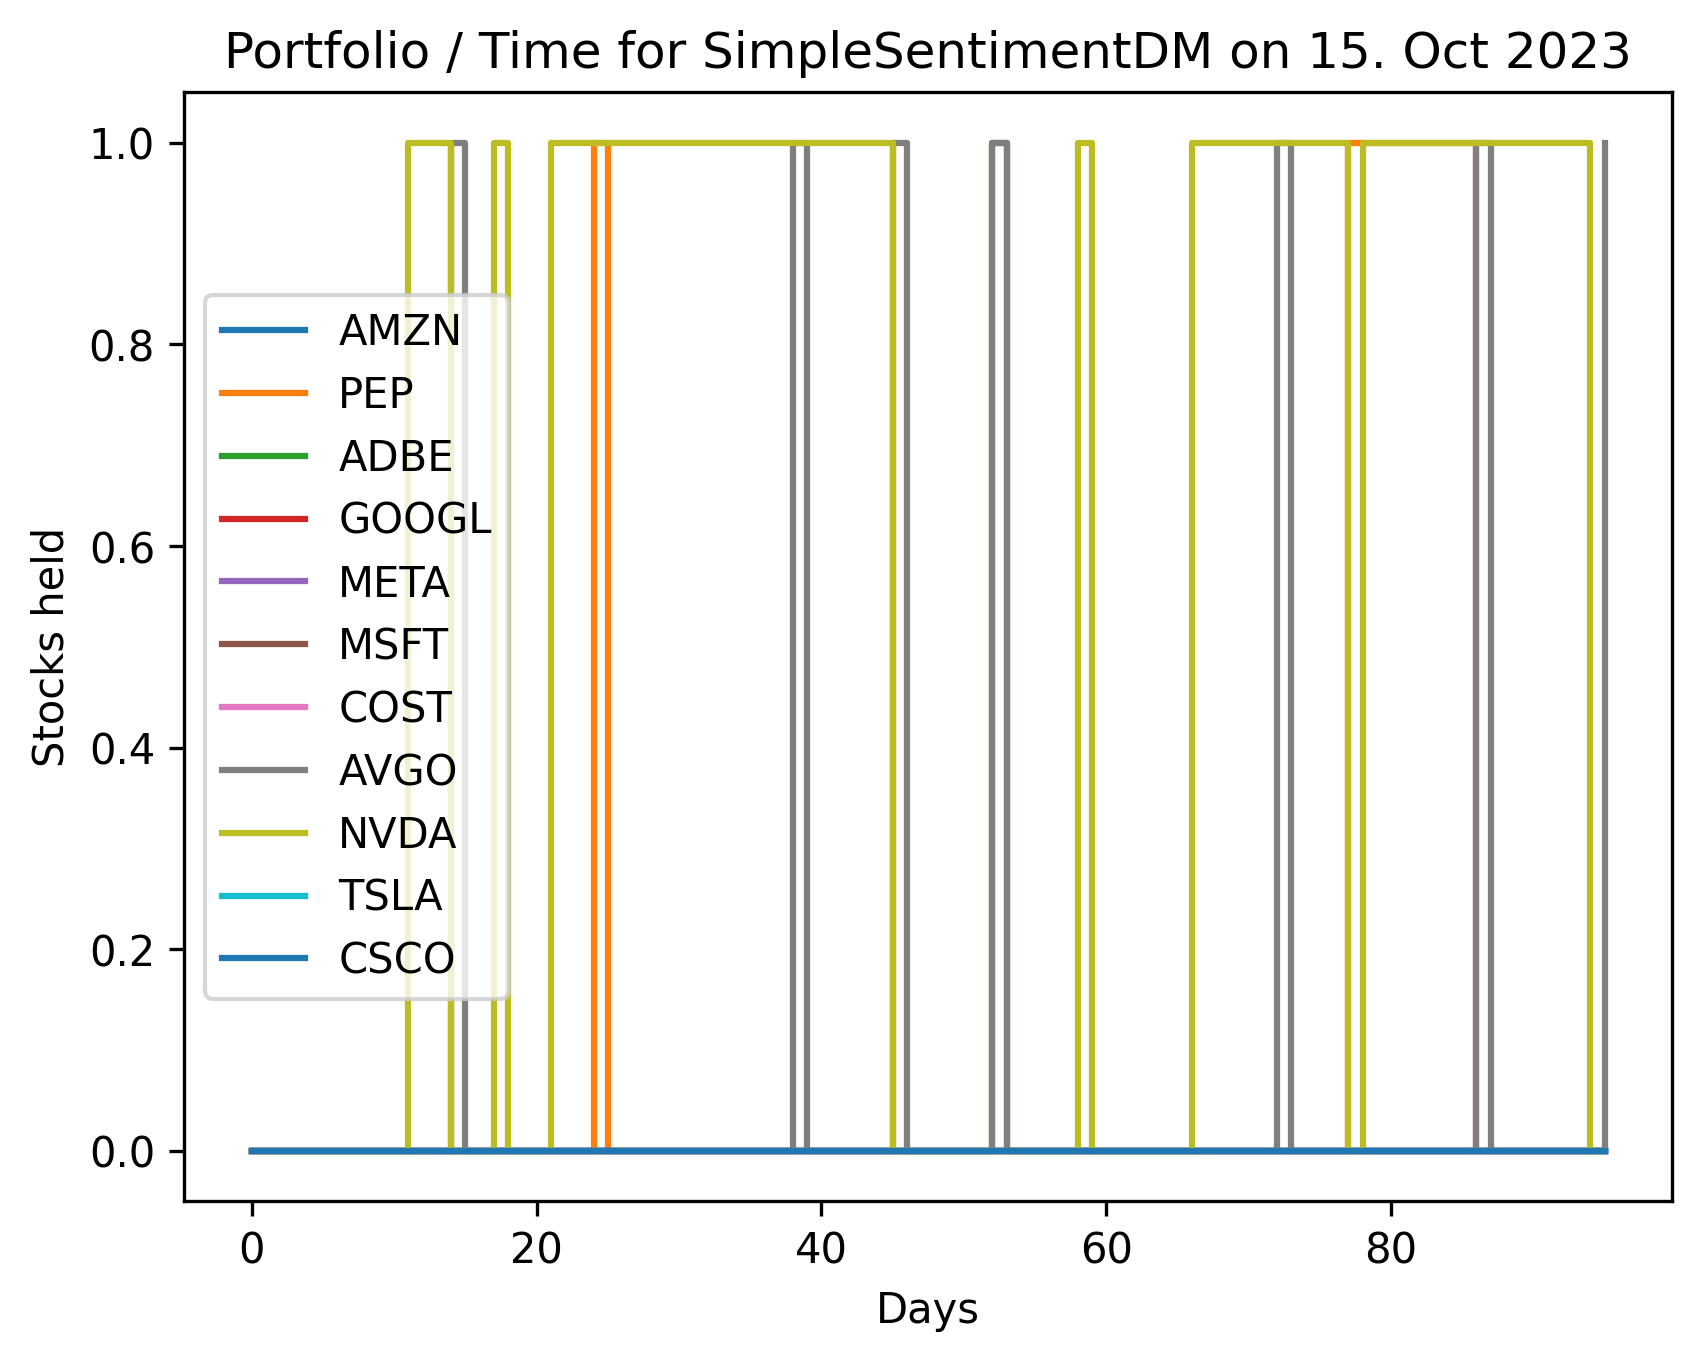 Portfolio / Time for SimpleSentimentDM on 15. Oct 2023
1.0
0.8
0.6
0.4
0.2
0.0
Stocks held
AMZN
PEP
ADBE
GOOGL
META
MSFT
COST
AVGO
NVDA
TSLA
CSCO
0 20 40 60 80
Days